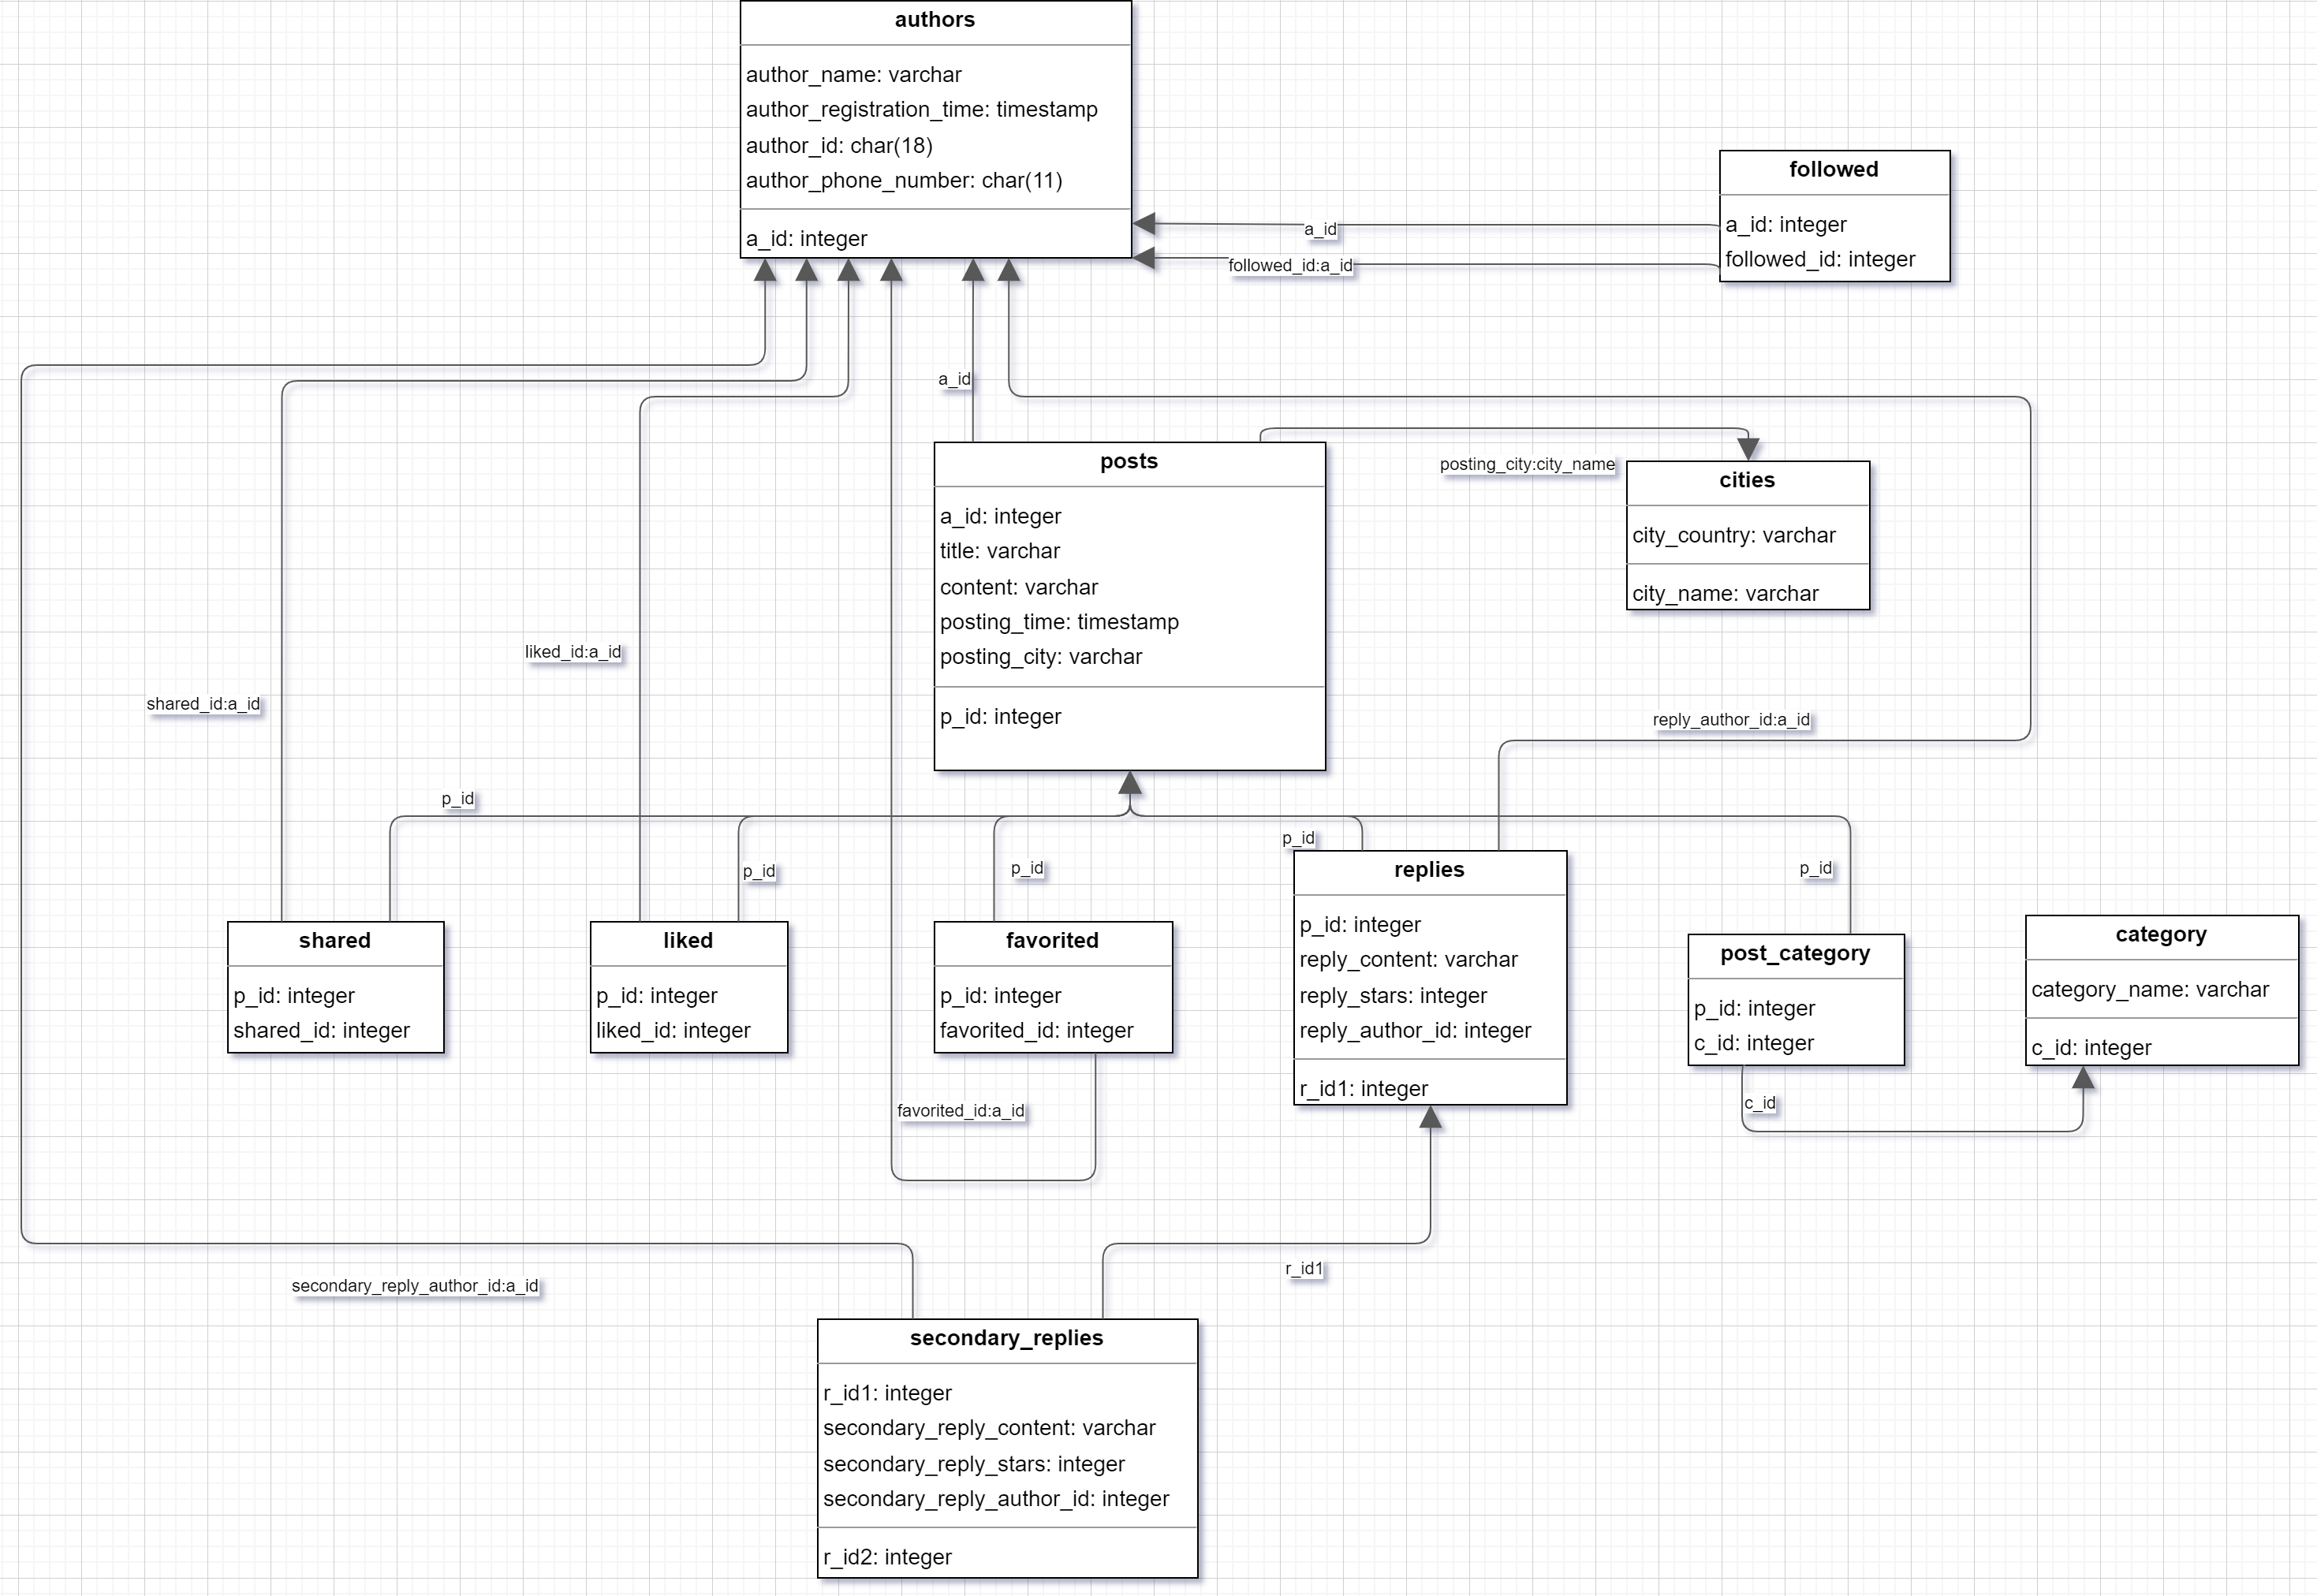 authors
author_name: varchar
author_registration_time: timestamp
author_id: char(18)
author_phone_number: char(11)
a_id: integer
followed
a_id: integer
followed_id: integer
a_id
followed_id:a_id
a_id
posts
a_id: integer
title: varchar
content: varchar
posting_time: timestamp
posting_city: varchar
p_id: integer
posting_city:city_name
cities
city_country: varchar
city_name: varchar
liked_id:a_id
shared_id:a_id
reply_author_id:a_id
p_id
p_id
p_id
p_id
p_id
shared
p_id: integer
shared_id: integer
liked
p_id: integer
liked_id: integer
favorited
p_id: integer
favorited_id: integer
replies
p_id: integer
reply_content: varchar
reply_stars: integer
reply_author_id: integer
r_id1: integer
post_category
p_id: integer
c_id: integer
category
category_name: varchar
c_id: integer
favorited_id:a_id
c_id
secondary_reply_author_id:a_id
r_id1
secondary_replies
r_id1: integer
secondary_reply_content: varchar
secondary_reply_stars: integer
secondary_reply_author_id: integer
r_id2: integer